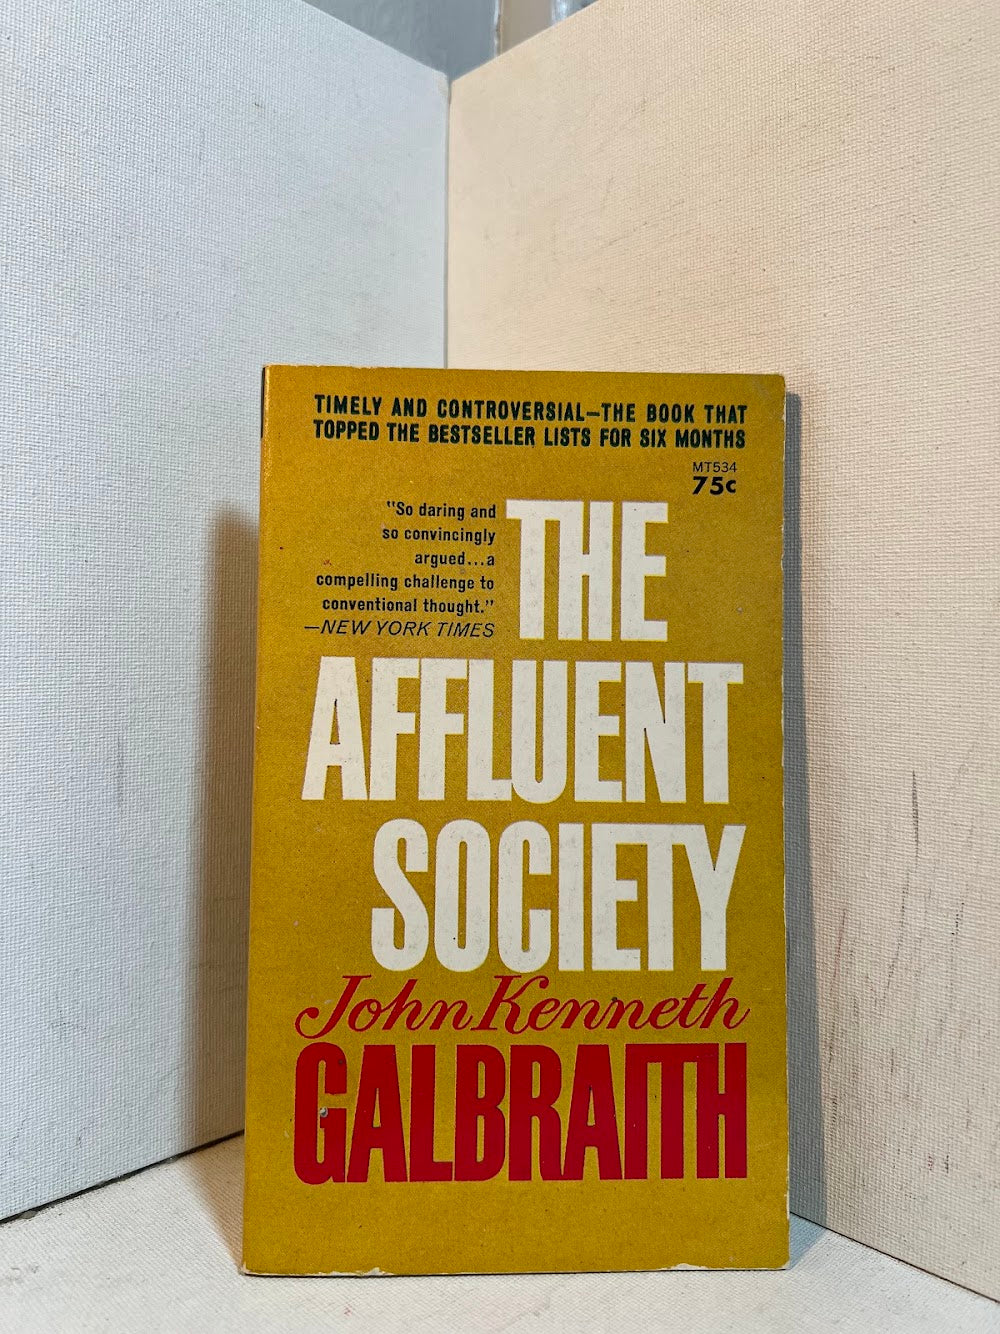 TIMELY AND CONTROVERSIAL—THE BOOK THAT
TOPPED THE BESTSELLER LISTS FOR SIX MONTHS
MT534
75c
"So daring and
so convincingly
argued...a
compelling challenge to
conventional thought."
—NEW YORK TIMES
THE
AFFLUENT
SOCIETY
John Kenneth
GALBRAITH